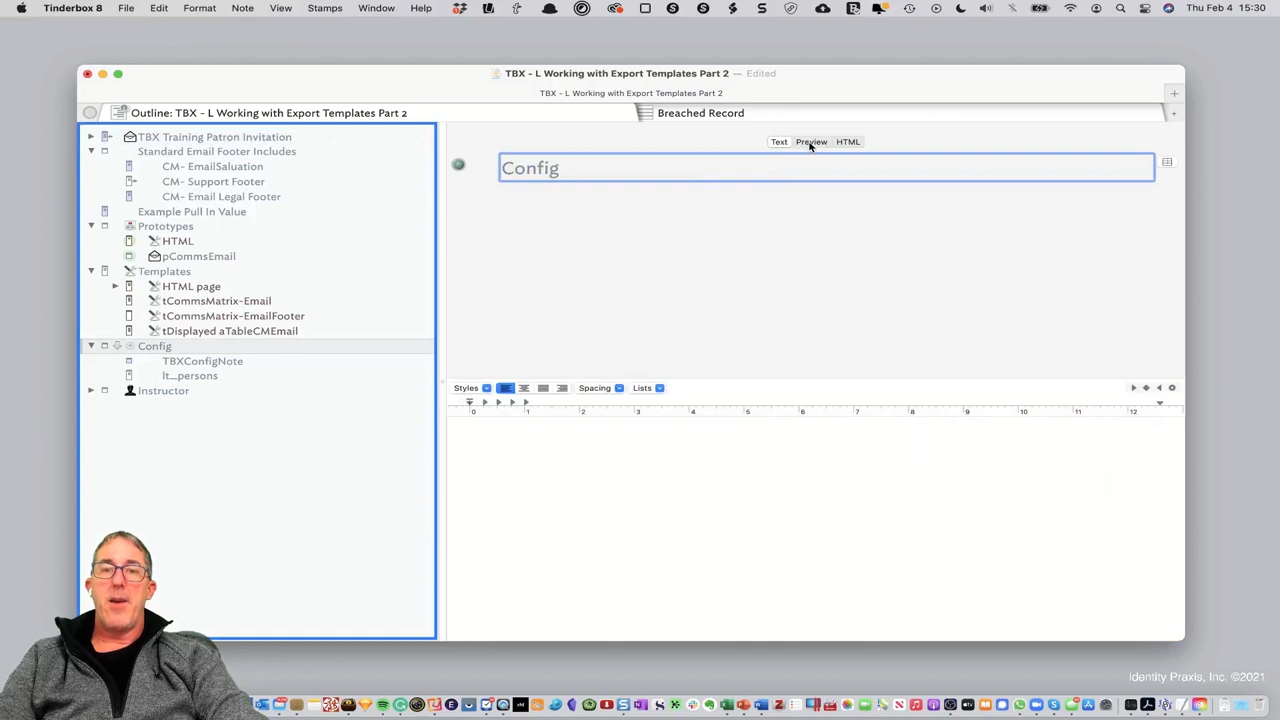 Tinderbox 8 File Edit Format Note View Stamps Window Help Thu Feb 4 15:30
TBX - L Working with Export Templates Part 2 — Edited
TBX - L Working with Export Templates Part 2
Outline: TBX - L Working with Export Templates Part 2
Breached Record
TBX Training Patron Invitation
Standard Email Footer Includes
CM- EmailSaluation
CM- Support Footer
CM- Email Legal Footer
Example Pull In Value
Prototypes
HTML
pCommsEmail
Templates
HTML page
tCommsMatrix-Email
tCommsMatrix-EmailFooter
tDisplayed aTableCMEmail
Config
TBXConfigNote
lt_persons
Instructor
Text Preview HTML
Config
Styles Spacing Lists
0 1 2 3 4 5 6 7 8 9 10 11 12
Identity Praxis, Inc. ©2021